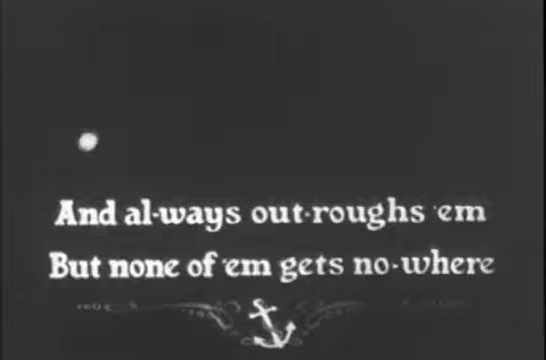 And al-ways out-roughs 'em
But none of 'em gets no-where